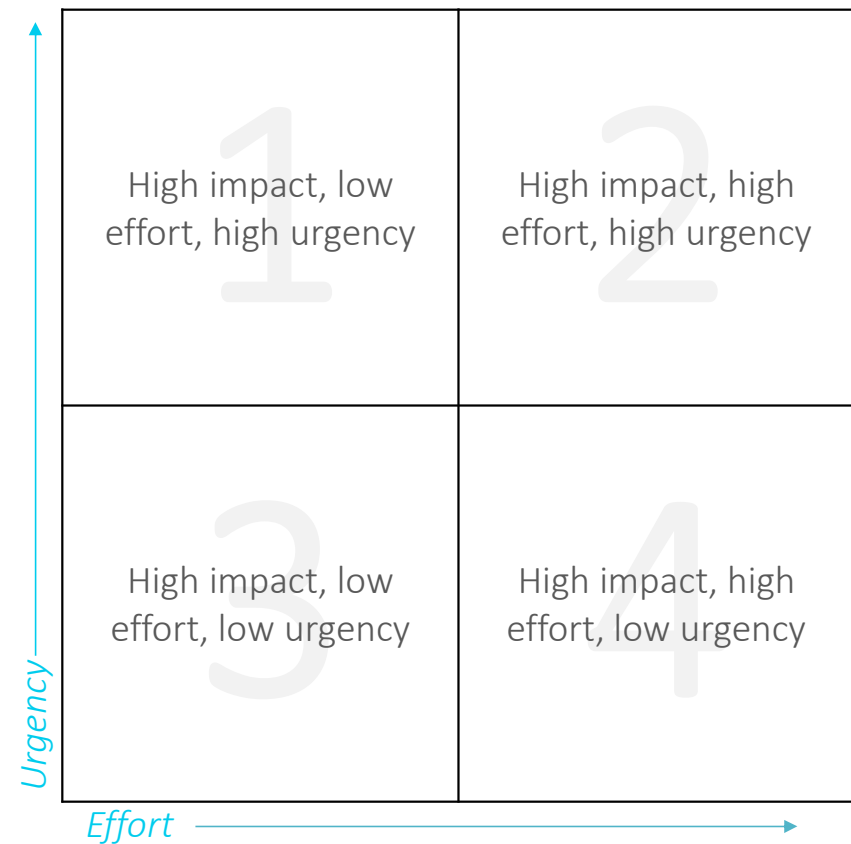 1
High impact, low
effort, high urgency
2
High impact, high
effort, high urgency
3
High impact, low
effort, low urgency
4
High impact, high
effort, low urgency
Urgency
Effort